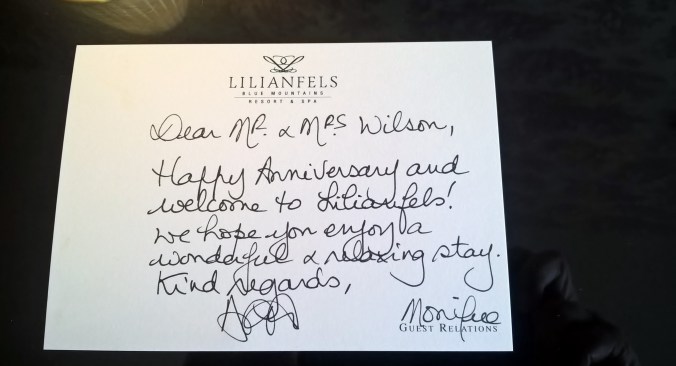 LILIANFELS
BLUE MOUNTAINS
RESORT & SPA
Dear Mr. & Mrs Wilson,
Happy Anniversary and
welcome to Lilianfels!
We hope you enjoy a
wonderful & relaxing stay.
Kind regards,
GUEST RELATIONS